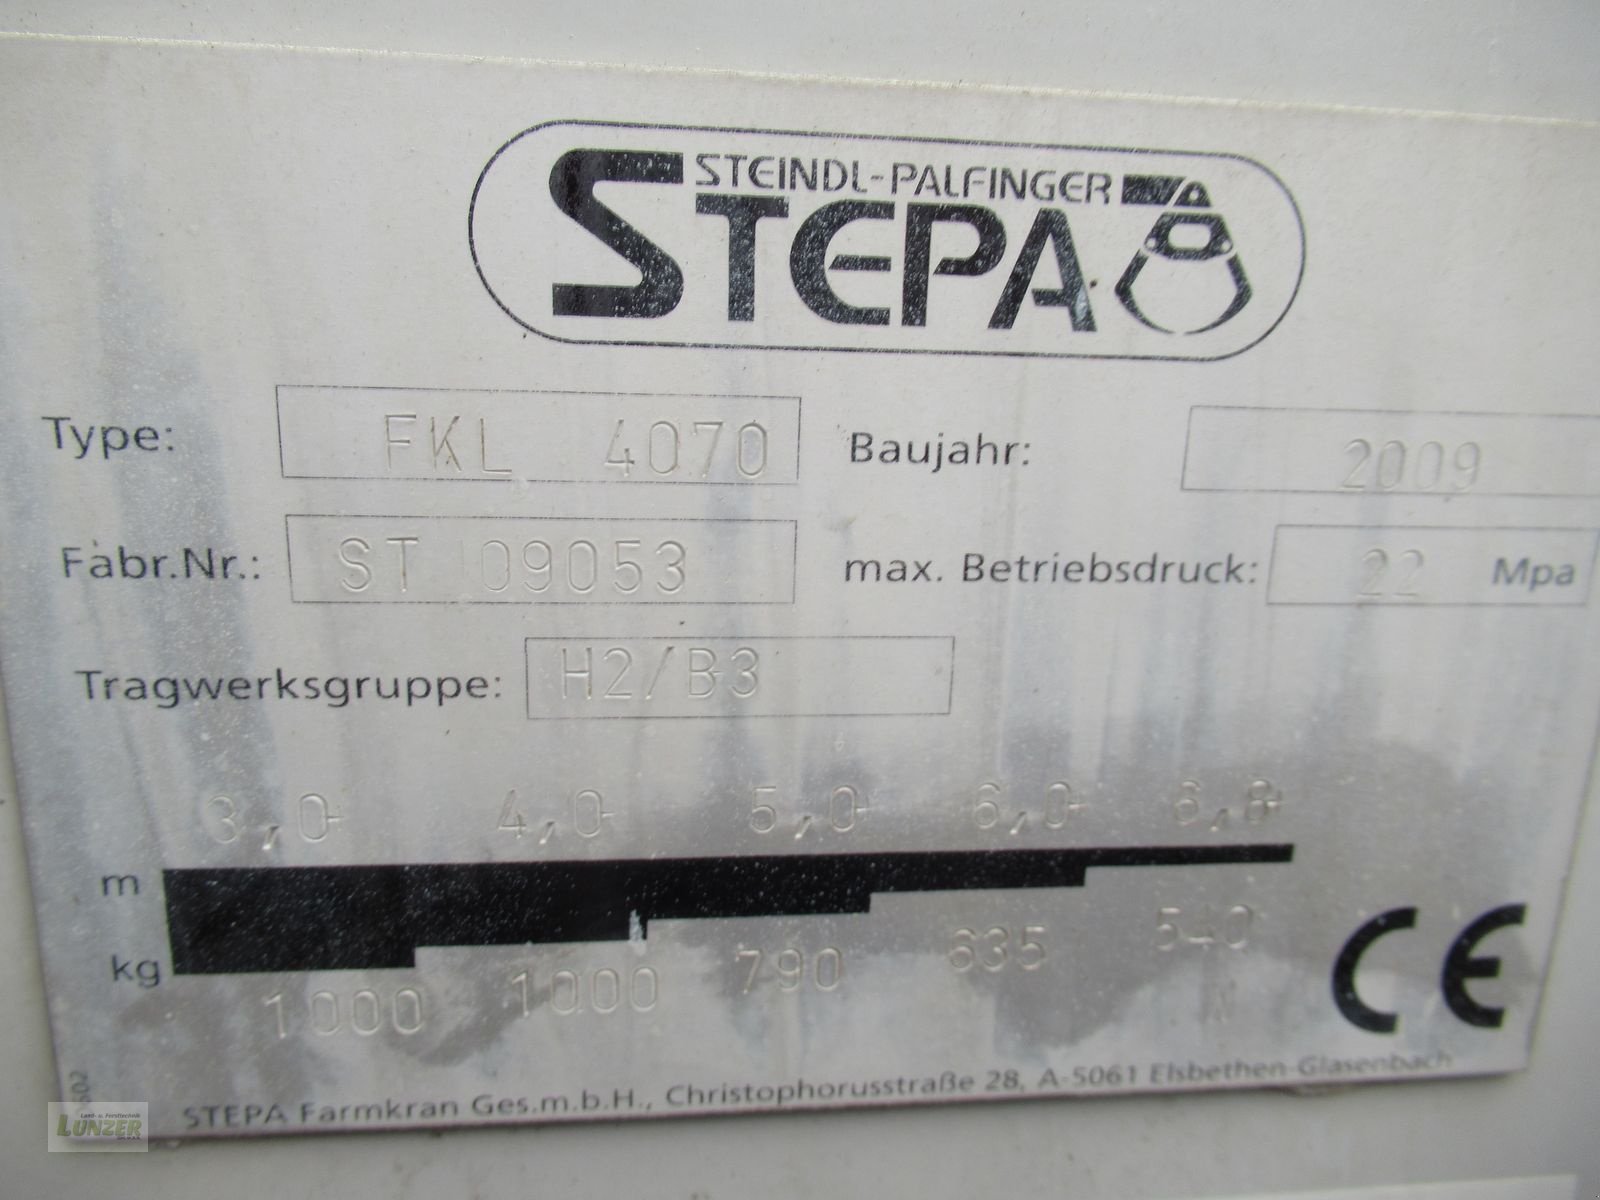 STEINDL-PALFINGER
STEPA
Type: FKL 4070 Baujahr: 2009
Fabr.Nr.: ST 09053 max. Betriebsdruck: 22 Mpa
Tragwerksgruppe: H2/B3
3,0 4,0 5,0 6,0 6,8
m
kg
1000 1000 790 635 540
CE
STEPA Farmkran Ges.m.b.H., Christophorusstraße 28, A-5061 Elsbethen-Glasenbach
Land- u. Forsttechnik
LUNZER